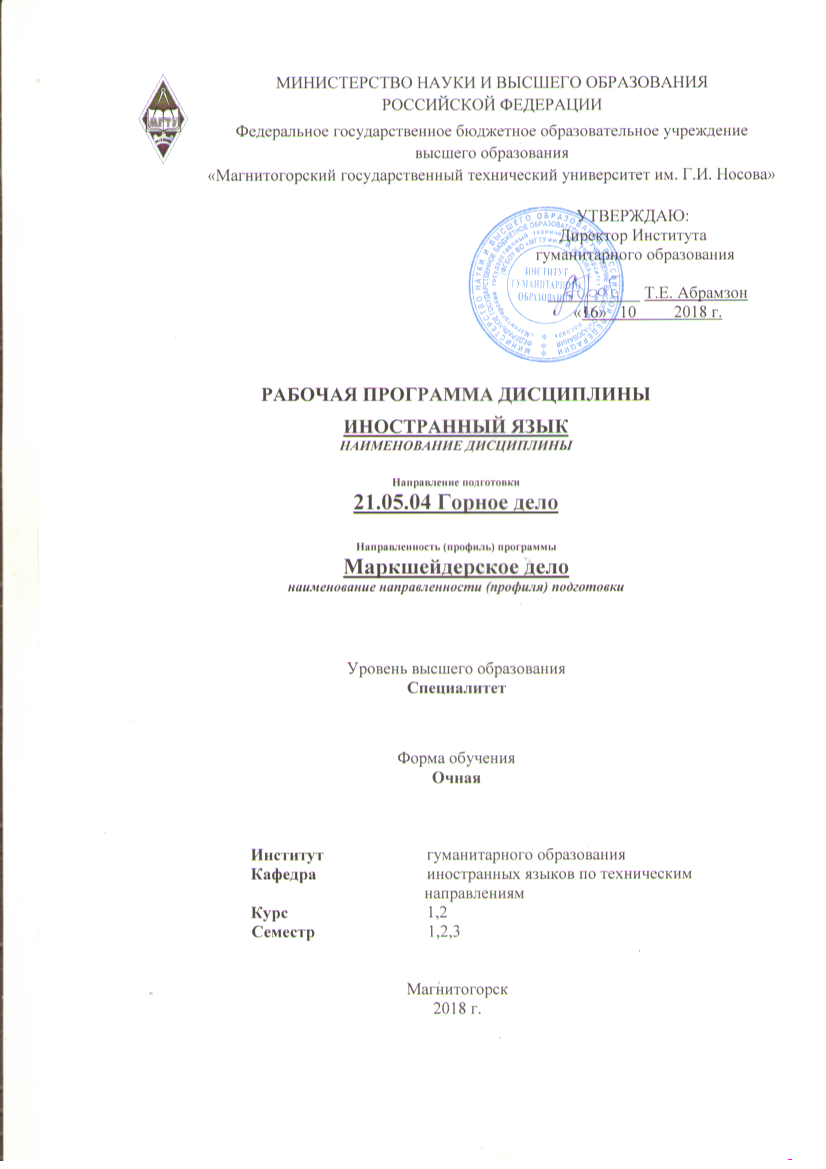 МИНИСТЕРСТВО НАУКИ И ВЫСШЕГО ОБРАЗОВАНИЯ
РОССИЙСКОЙ ФЕДЕРАЦИИ
Федеральное государственное бюджетное образовательное учреждение
высшего образования
«Магнитогорский государственный технический университет им. Г.И. Носова»
МГТУ
УТВЕРЖДАЮ:
Директор Института
гуманитарного образования
ИНСТИТУТ
ГУМАНИТАРНОГО
ОБРАЗОВАНИЯ
Т.Е. Абрамзон
«16» 10 2018 г.
РАБОЧАЯ ПРОГРАММА ДИСЦИПЛИНЫ
ИНОСТРАННЫЙ ЯЗЫК
НАИМЕНОВАНИЕ ДИСЦИПЛИНЫ
Направление подготовки
21.05.04 Горное дело
Направленность (профиль) программы
Маркшейдерское дело
наименование направленности (профиля) подготовки
Уровень высшего образования
Специалитет
Форма обучения
Очная
Институт гуманитарного образования
Кафедра иностранных языков по техническим
направлениям
Курс 1,2
Семестр 1,2,3
Магнитогорск
2018 г.